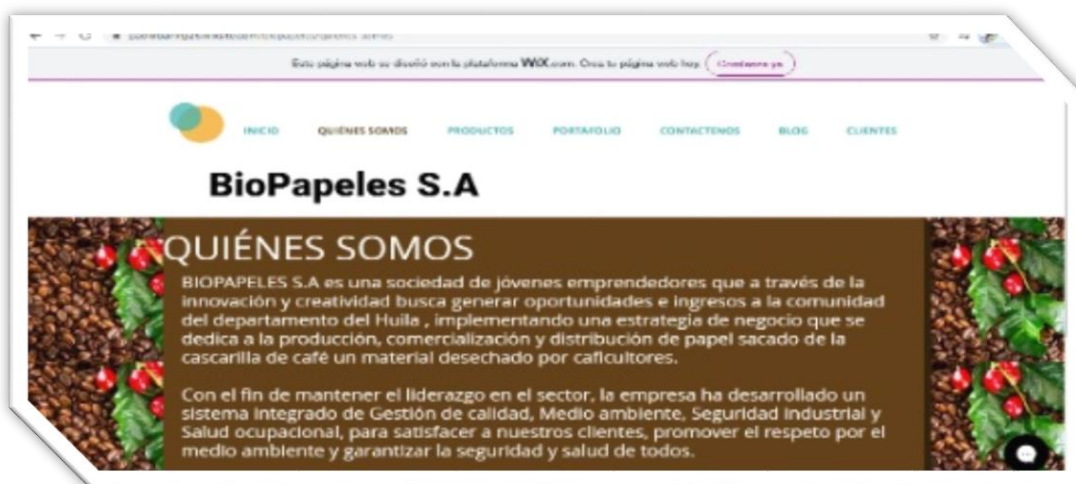 Esta página web se diseñó con la plataforma WIX.com. Crea tu página web hoy. Comienza ya
INICIO QUIÉNES SOMOS PRODUCTOS PORTAFOLIO CONTACTENOS BLOG CLIENTES
BioPapeles S.A
QUIÉNES SOMOS
BIOPAPELES S.A es una sociedad de jóvenes emprendedores que a través de la
innovación y creatividad busca generar oportunidades e ingresos a la comunidad
del departamento del Huila , implementando una estrategia de negocio que se
dedica a la producción, comercialización y distribución de papel sacado de la
cascarilla de café un material desechado por caficultores.
Con el fin de mantener el liderazgo en el sector, la empresa ha desarrollado un
sistema integrado de Gestión de calidad, Medio ambiente, Seguridad industrial y
Salud ocupacional, para satisfacer a nuestros clientes, promover el respeto por el
medio ambiente y garantizar la seguridad y salud de todos.